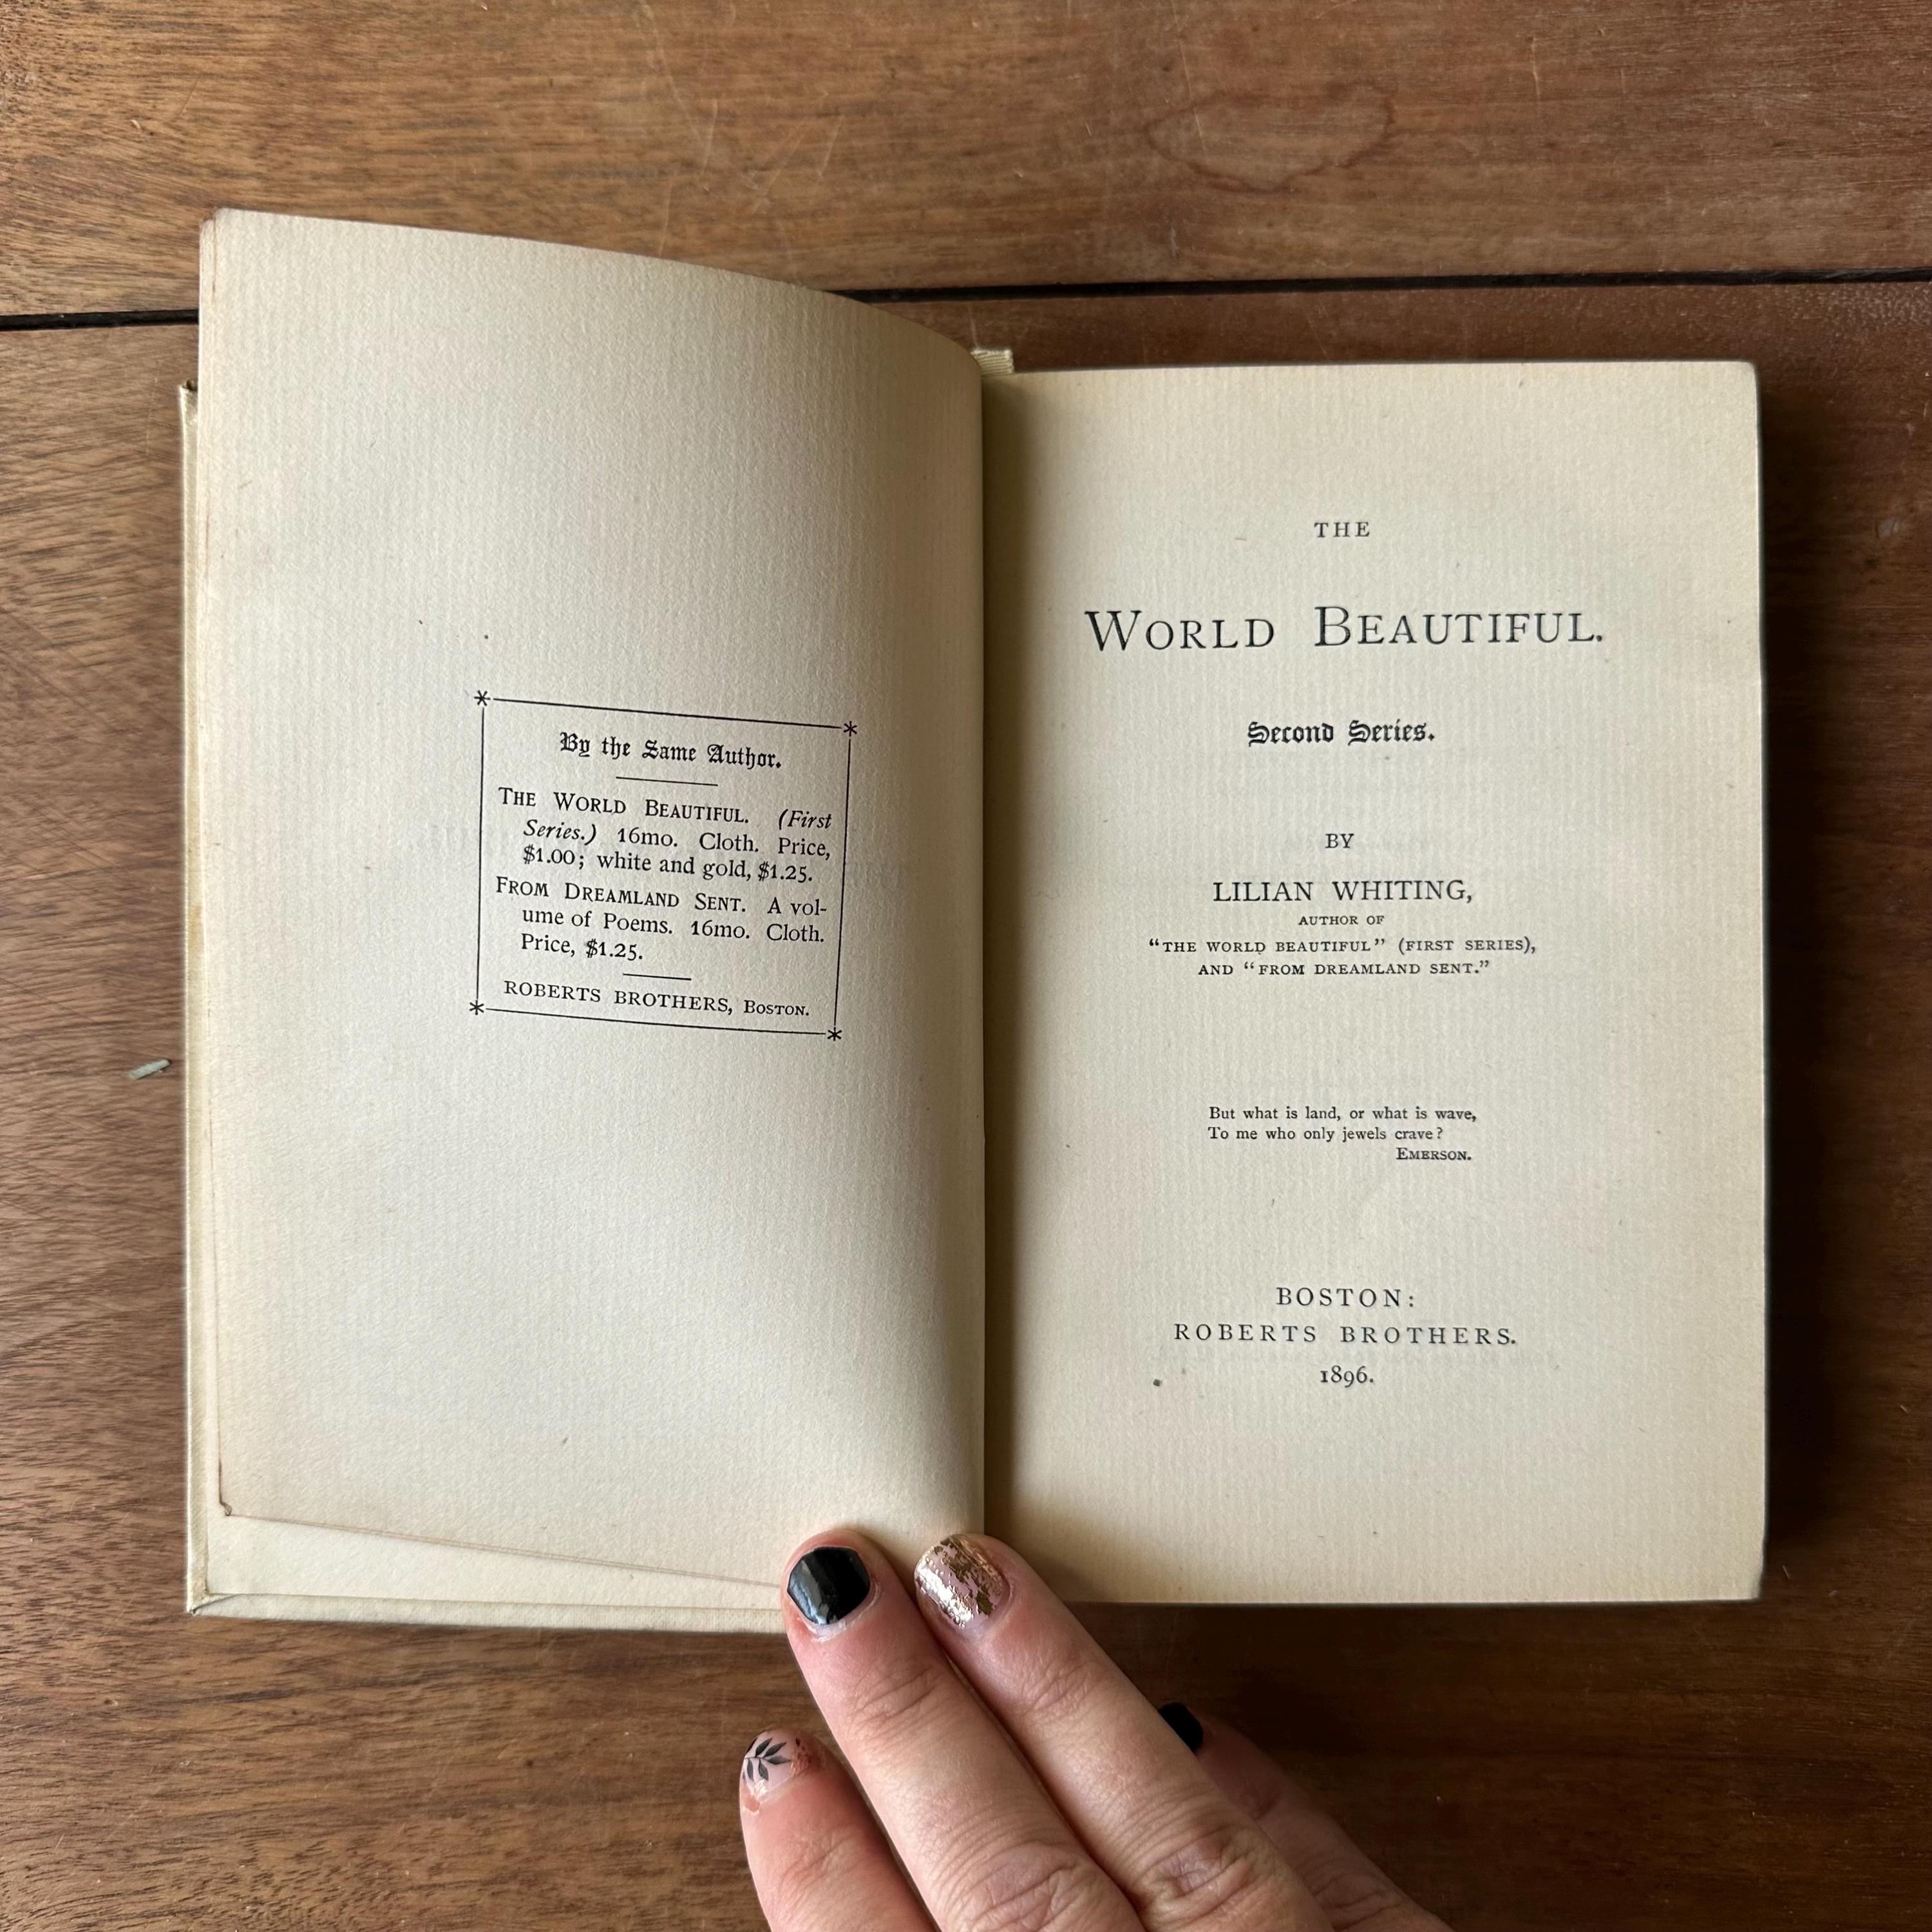 By the Same Author.
THE WORLD BEAUTIFUL. (First
Series.) 16mo. Cloth. Price,
$1.00; white and gold, $1.25.
FROM DREAMLAND SENT. A vol-
ume of Poems. 16mo. Cloth.
Price, $1.25.
ROBERTS BROTHERS, BOSTON.
THE
WORLD BEAUTIFUL.
Second Series.
BY
LILIAN WHITING,
AUTHOR OF
“THE WORLD BEAUTIFUL” (FIRST SERIES),
AND “FROM DREAMLAND SENT.”
But what is land, or what is wave,
To me who only jewels crave?
EMERSON.
BOSTON:
ROBERTS BROTHERS.
1896.